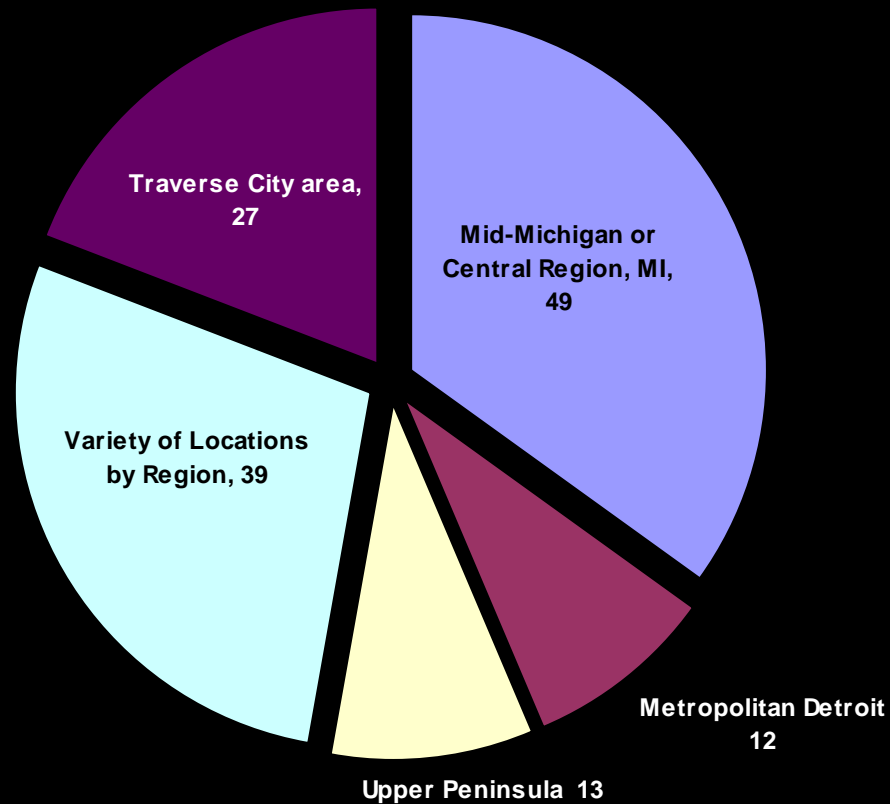 Traverse City area,
27
Mid-Michigan or
Central Region, MI,
49
Variety of Locations
by Region, 39
Metropolitan Detroit
12
Upper Peninsula 13